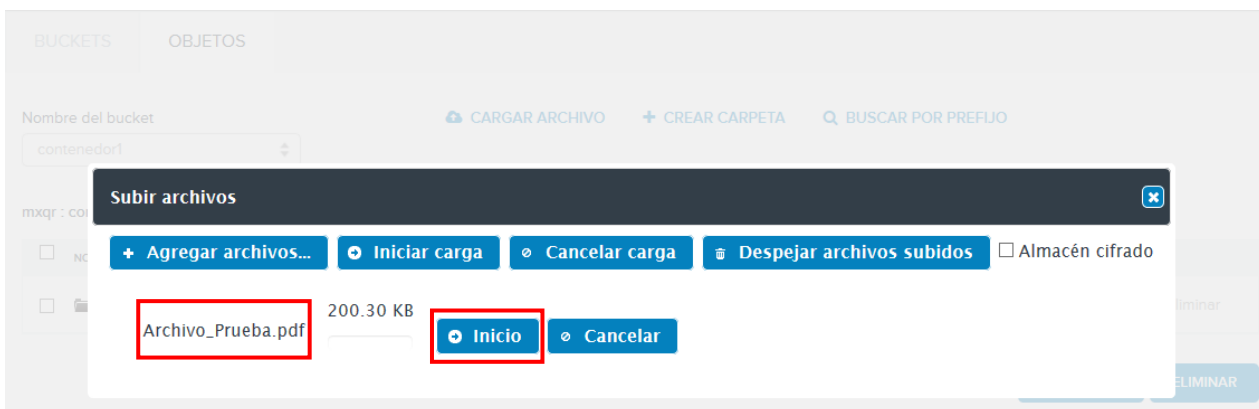 BUCKETS OBJETOS
Nombre del bucket
CARGAR ARCHIVO + CREAR CARPETA BUSCAR POR PREFIJO
contenedor1
Subir archivos
mxqr : co
+ Agregar archivos... Iniciar carga Cancelar carga Despejar archivos subidos Almacén cifrado
NO
200.30 KB
Archivo_Prueba.pdf
Inicio Cancelar
liminar
ELIMINAR